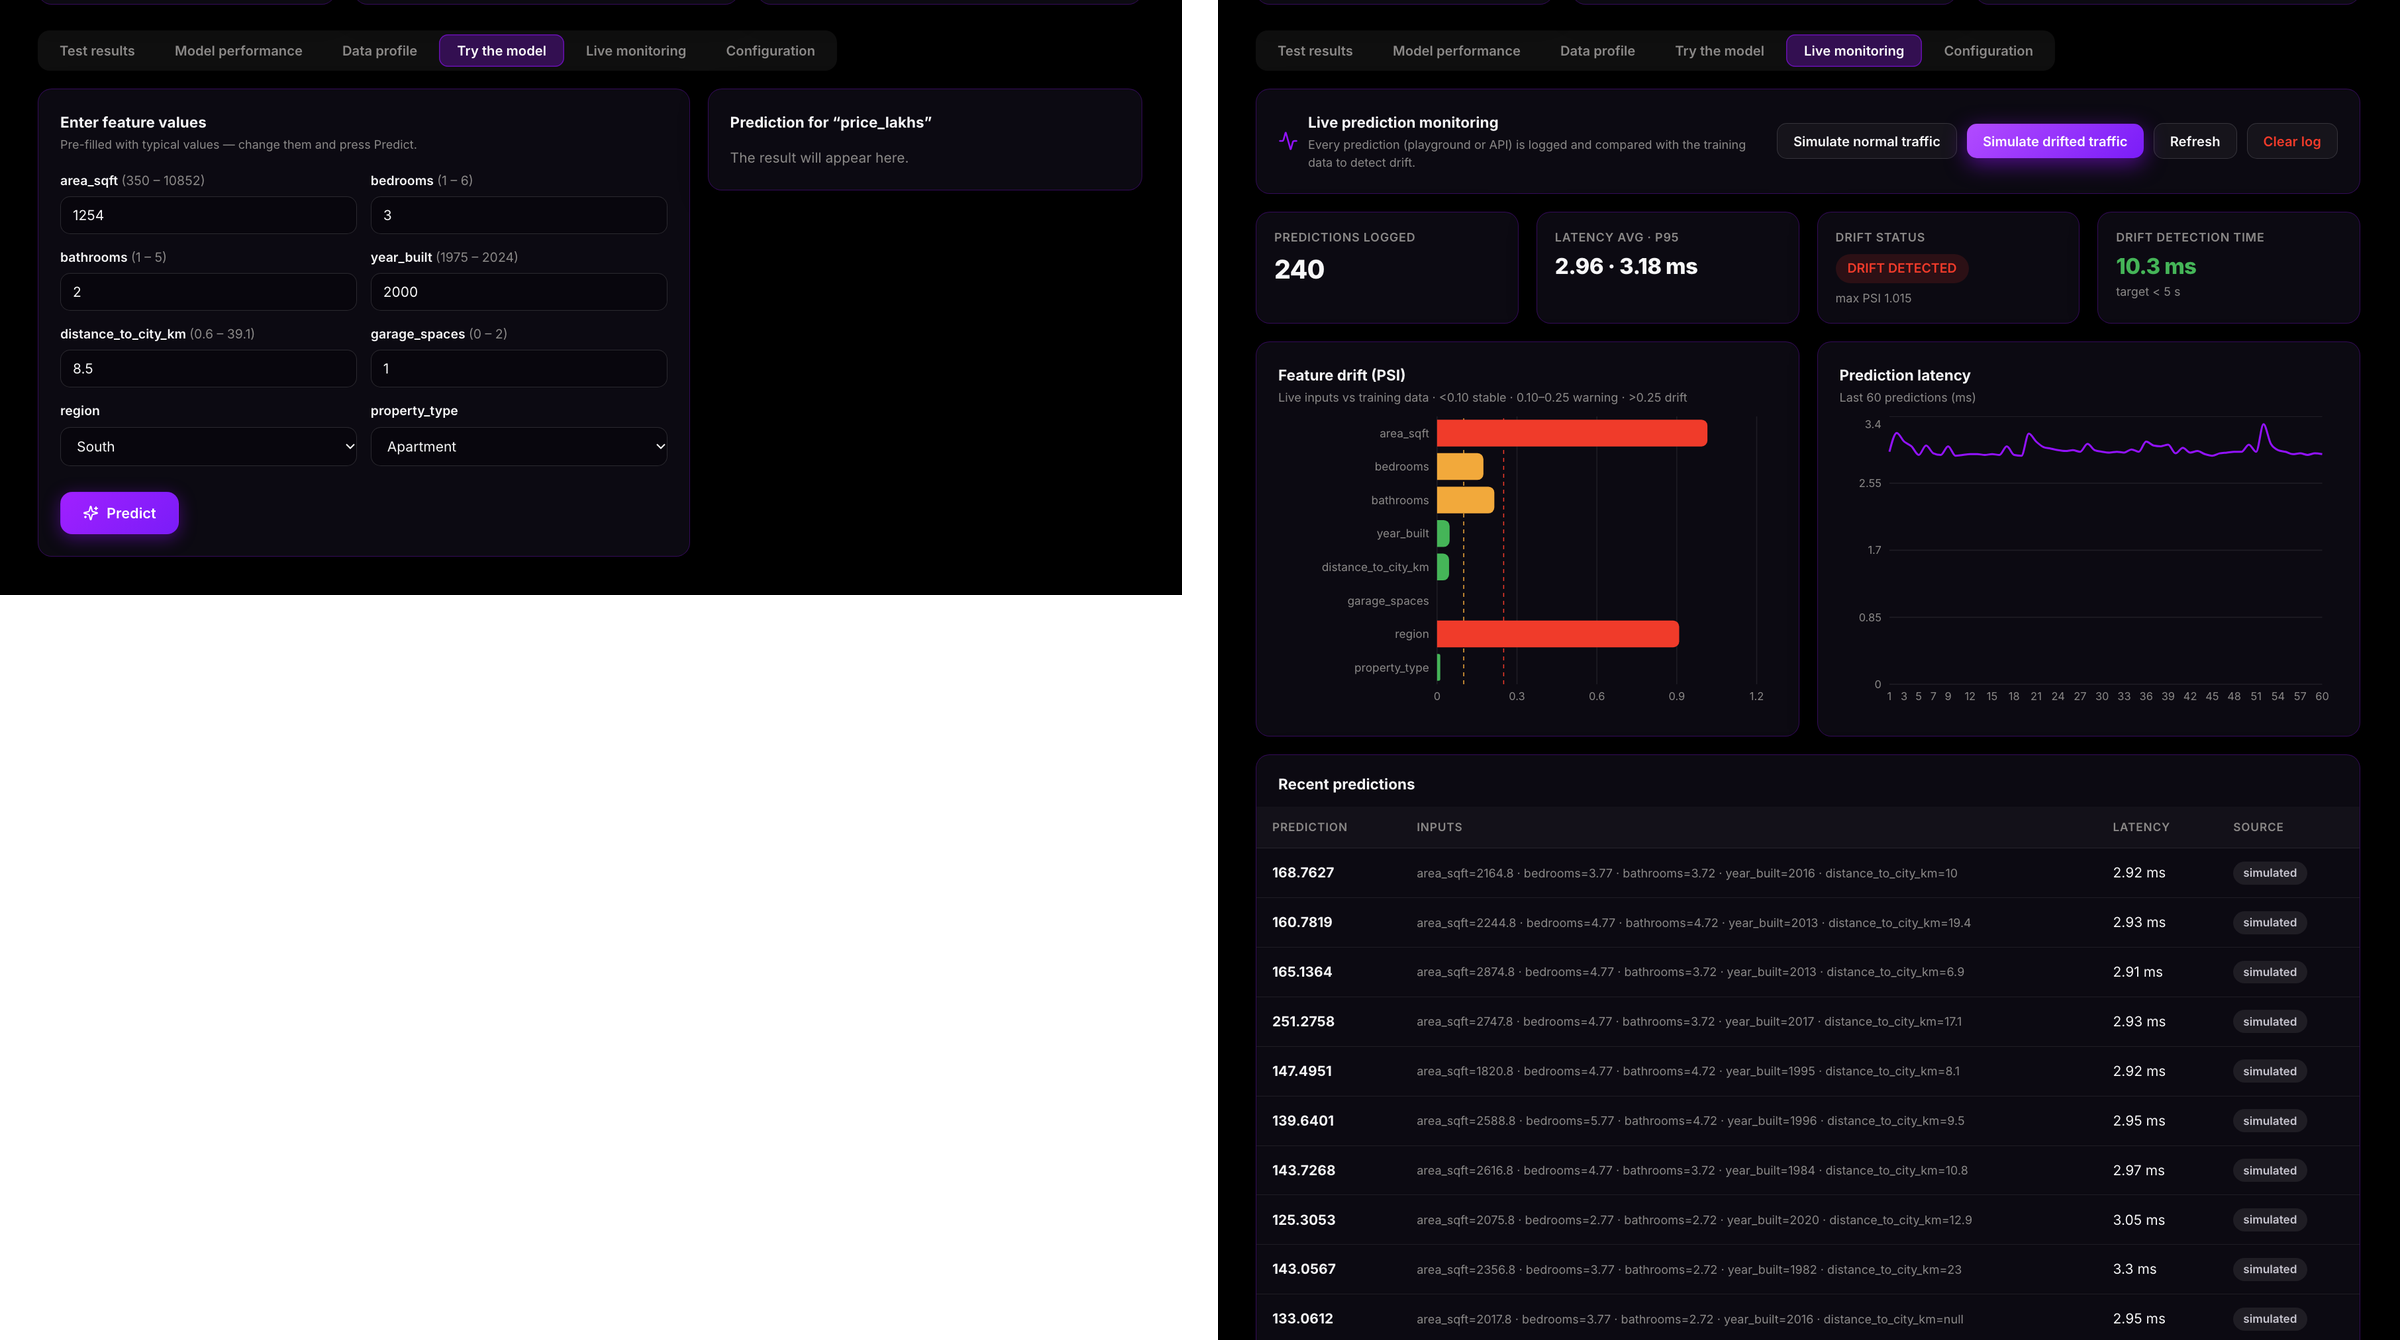 Test results Model performance Data profile Try the model Live monitoring Configuration
Enter feature values
Pre-filled with typical values — change them and press Predict.
area_sqft (350 – 10852) bedrooms (1 – 6)
1254 3
bathrooms (1 – 5) year_built (1975 – 2024)
2 2000
distance_to_city_km (0.6 – 39.1) garage_spaces (0 – 2)
8.5 1
region property_type
South Apartment
Predict
Prediction for “price_lakhs”
The result will appear here.
Test results Model performance Data profile Try the model Live monitoring Configuration
Live prediction monitoring
Every prediction (playground or API) is logged and compared with the training
data to detect drift.
Simulate normal traffic Simulate drifted traffic Refresh Clear log
PREDICTIONS LOGGED
240
LATENCY AVG · P95
2.96 · 3.18 ms
DRIFT STATUS
DRIFT DETECTED
max PSI 1.015
DRIFT DETECTION TIME
10.3 ms
target < 5 s
Feature drift (PSI)
Live inputs vs training data · <0.10 stable · 0.10–0.25 warning · >0.25 drift
area_sqft
bedrooms
bathrooms
year_built
distance_to_city_km
garage_spaces
region
property_type
0 0.3 0.6 0.9 1.2
Prediction latency
Last 60 predictions (ms)
3.4
2.55
1.7
0.85
0
1 3 5 7 9 12 15 18 21 24 27 30 33 36 39 42 45 48 51 54 57 60
Recent predictions
PREDICTION INPUTS LATENCY SOURCE
168.7627 area_sqft=2164.8 · bedrooms=3.77 · bathrooms=3.72 · year_built=2016 · distance_to_city_km=10 2.92 ms simulated
160.7819 area_sqft=2244.8 · bedrooms=4.77 · bathrooms=4.72 · year_built=2013 · distance_to_city_km=19.4 2.93 ms simulated
165.1364 area_sqft=2874.8 · bedrooms=4.77 · bathrooms=3.72 · year_built=2013 · distance_to_city_km=6.9 2.91 ms simulated
251.2758 area_sqft=2747.8 · bedrooms=4.77 · bathrooms=3.72 · year_built=2017 · distance_to_city_km=17.1 2.93 ms simulated
147.4951 area_sqft=1820.8 · bedrooms=4.77 · bathrooms=4.72 · year_built=1995 · distance_to_city_km=8.1 2.92 ms simulated
139.6401 area_sqft=2588.8 · bedrooms=5.77 · bathrooms=4.72 · year_built=1996 · distance_to_city_km=9.5 2.95 ms simulated
143.7268 area_sqft=2616.8 · bedrooms=4.77 · bathrooms=3.72 · year_built=1984 · distance_to_city_km=10.8 2.97 ms simulated
125.3053 area_sqft=2075.8 · bedrooms=2.77 · bathrooms=2.72 · year_built=2020 · distance_to_city_km=12.9 3.05 ms simulated
143.0567 area_sqft=2356.8 · bedrooms=3.77 · bathrooms=2.72 · year_built=1982 · distance_to_city_km=23 3.3 ms simulated
133.0612 area_sqft=2017.8 · bedrooms=3.77 · bathrooms=2.72 · year_built=2016 · distance_to_city_km=null 2.95 ms simulated